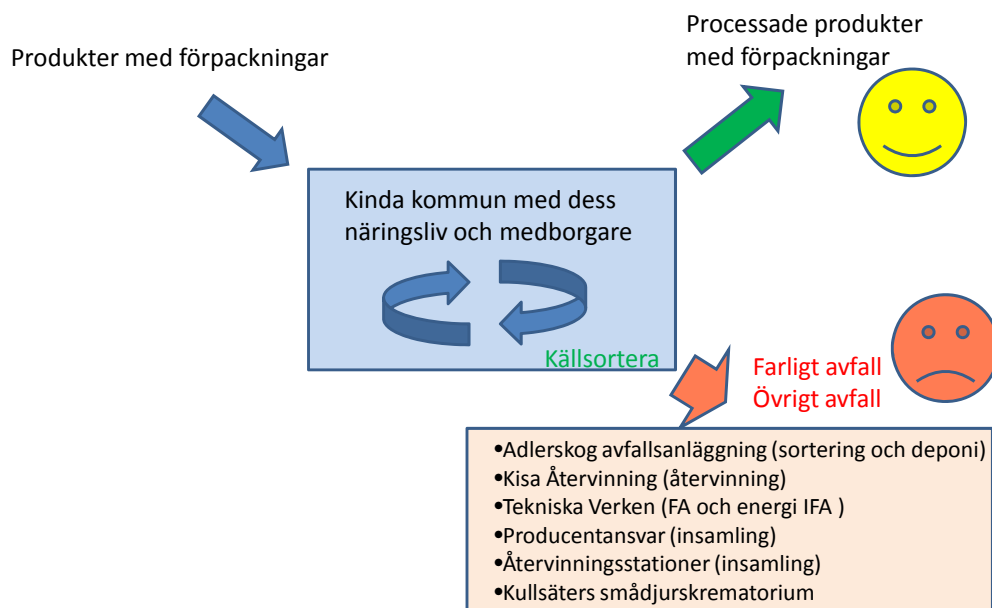 Produkter med förpackningar
Processade produkter
med förpackningar
Kinda kommun med dess
näringsliv och medborgare
Källsortera
Farligt avfall
Övrigt avfall
•Adlerskog avfallsanläggning (sortering och deponi)
•Kisa Återvinning (återvinning)
•Tekniska Verken (FA och energi IFA )
•Producentansvar (insamling)
•Återvinningsstationer (insamling)
•Kullsäters smådjurskrematorium